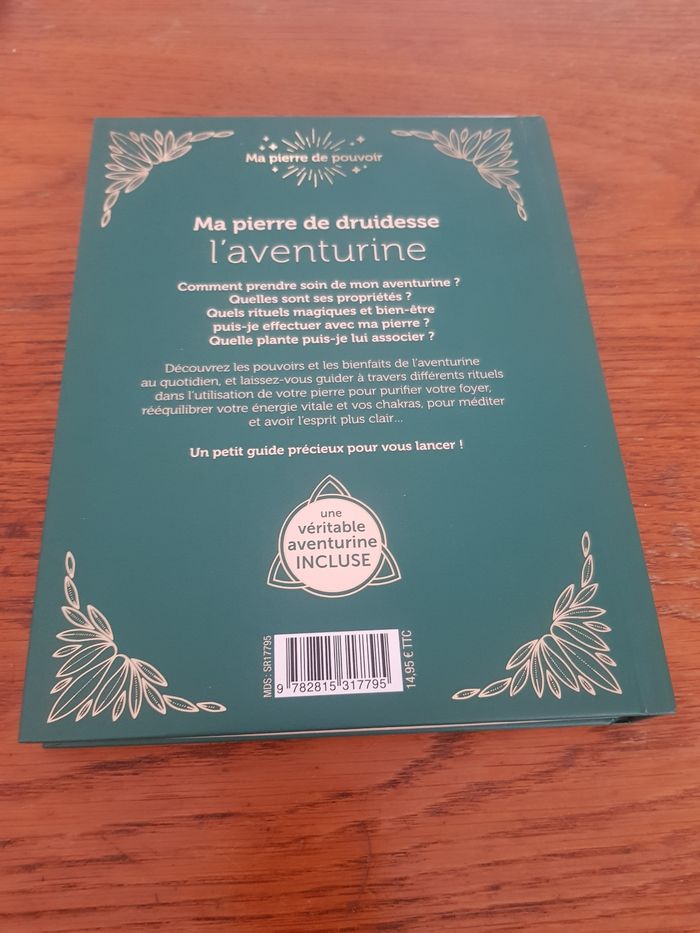 Ma pierre de pouvoir
Ma pierre de druidesse
l'aventurine
Comment prendre soin de mon aventurine ?
Quelles sont ses propriétés ?
Quels rituels magiques et bien-être
puis-je effectuer avec ma pierre ?
Quelle plante puis-je lui associer ?
Découvrez les pouvoirs et les bienfaits de l'aventurine
au quotidien, et laissez-vous guider à travers différents rituels
dans l'utilisation de votre pierre pour purifier votre foyer,
rééquilibrer votre énergie vitale et vos chakras, pour méditer
et avoir l'esprit plus clair...
Un petit guide précieux pour vous lancer !
une
véritable
aventurine
INCLUSE
MDS : SR17795
9 782815 317795
14,95 € TTC